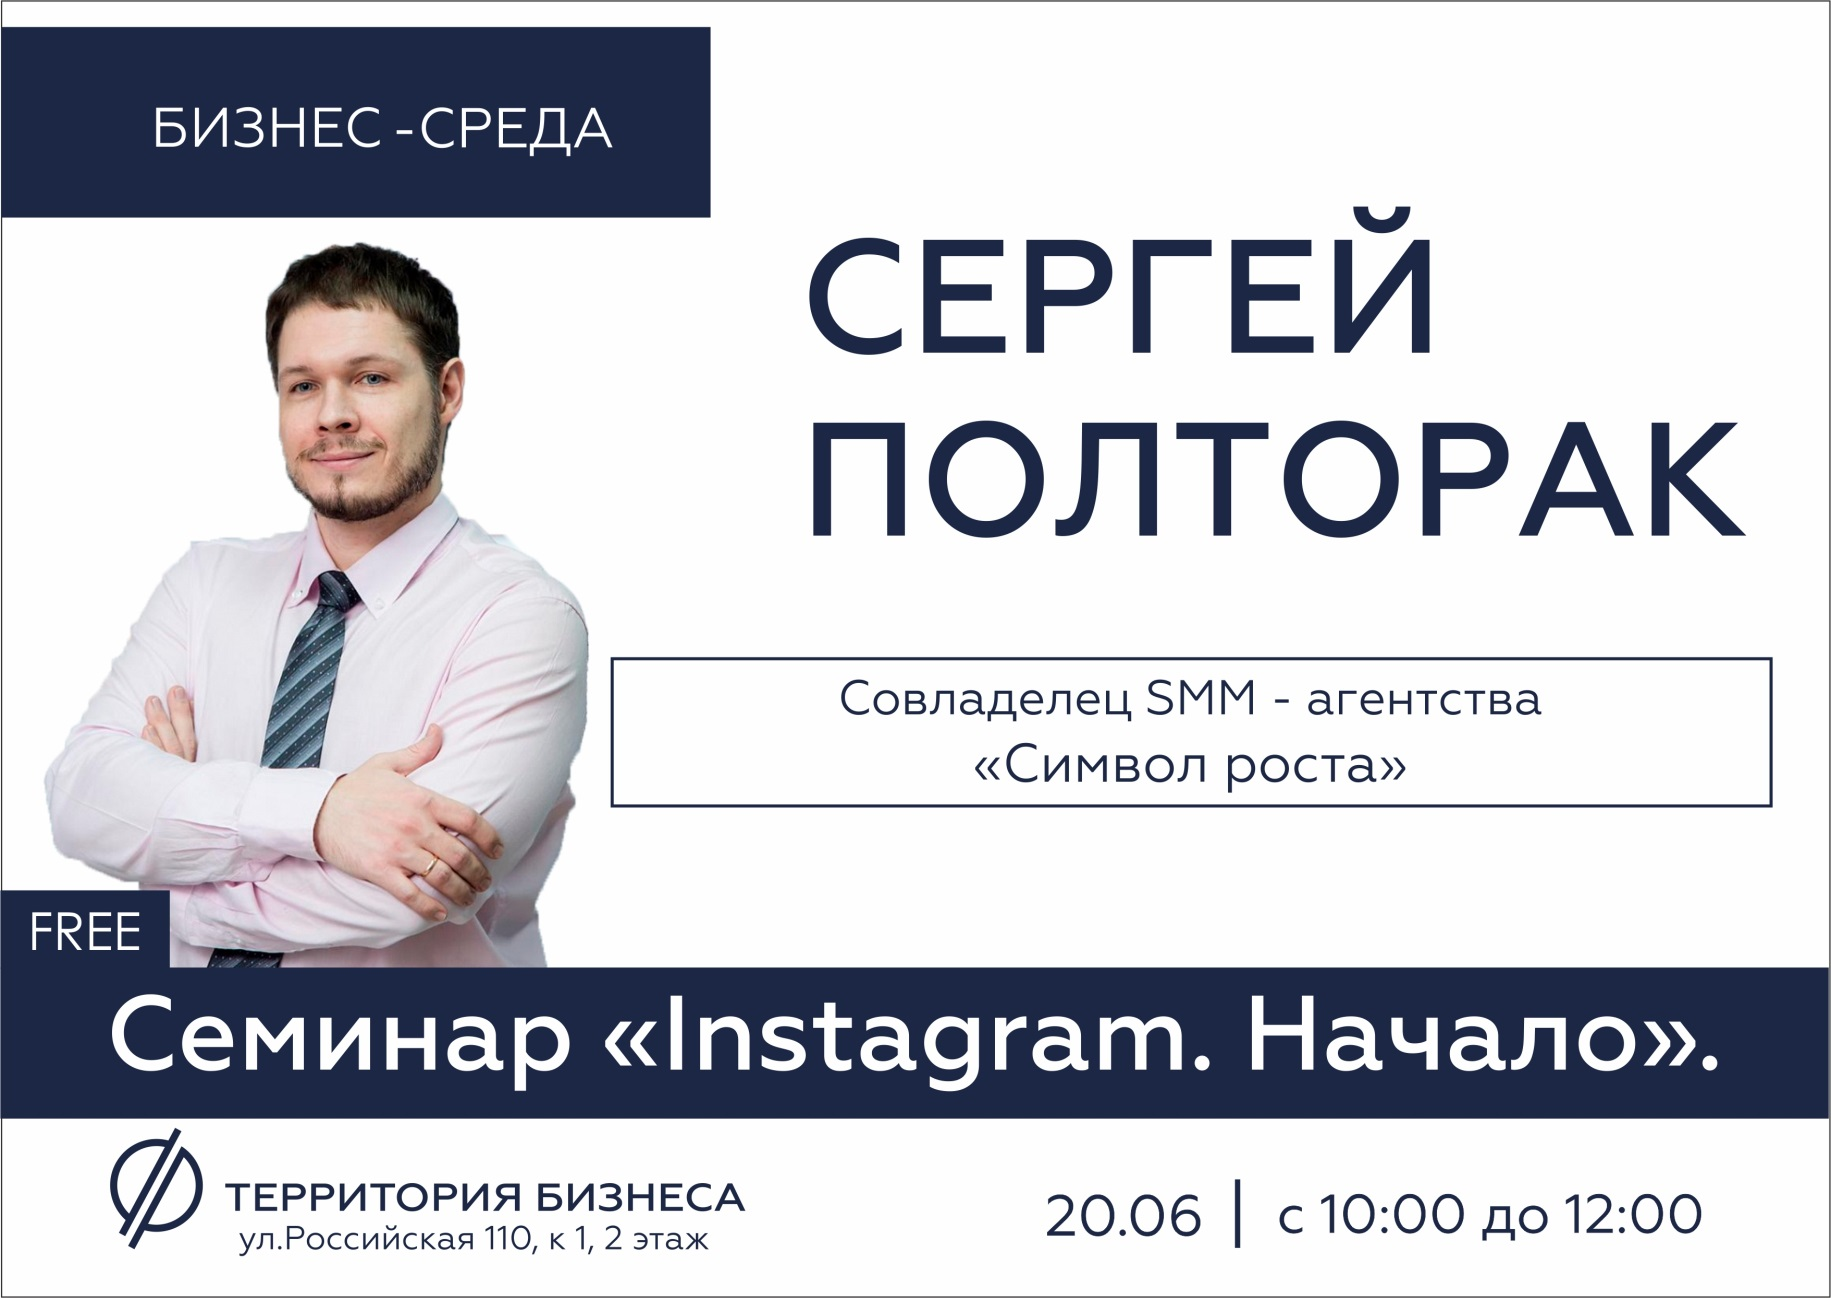 БИЗНЕС -СРЕДА
СЕРГЕЙ
ПОЛТОРАК
Совладелец SMM - агентства
«Символ роста»
FREE
Семинар «Instagram. Начало».
ТЕРРИТОРИЯ БИЗНЕСА
ул.Российская 110, к 1, 2 этаж
20.06 | с 10:00 до 12:00